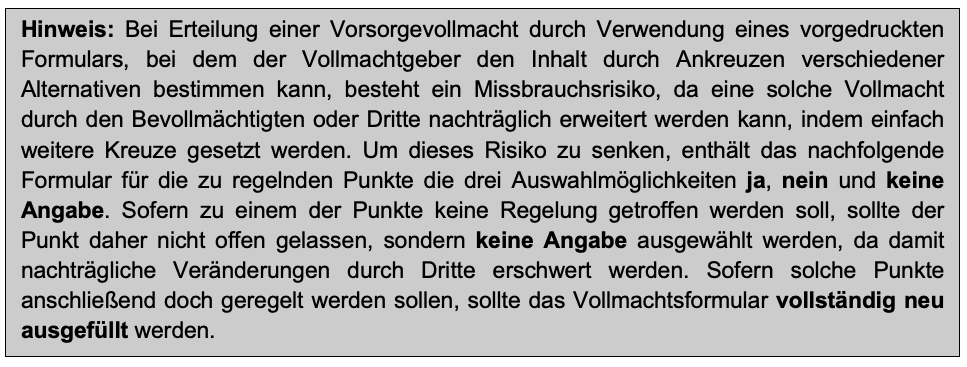 Hinweis: Bei Erteilung einer Vorsorgevollmacht durch Verwendung eines vorgedruckten
Formulars, bei dem der Vollmachtgeber den Inhalt durch Ankreuzen verschiedener
Alternativen bestimmen kann, besteht ein Missbrauchsrisiko, da eine solche Vollmacht
durch den Bevollmächtigten oder Dritte nachträglich erweitert werden kann, indem einfach
weitere Kreuze gesetzt werden. Um dieses Risiko zu senken, enthält das nachfolgende
Formular für die zu regelnden Punkte die drei Auswahlmöglichkeiten ja, nein und keine
Angabe. Sofern zu einem der Punkte keine Regelung getroffen werden soll, sollte der
Punkt daher nicht offen gelassen, sondern keine Angabe ausgewählt werden, da damit
nachträgliche Veränderungen durch Dritte erschwert werden. Sofern solche Punkte
anschließend doch geregelt werden sollen, sollte das Vollmachtsformular vollständig neu
ausgefüllt werden.